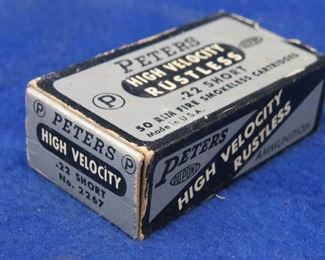 PETERS
HIGH VELOCITY
RUSTLESS
.22 SHORT
50 RIM FIRE SMOKELESS CARTRIDGES
Made in U.S.A.
P
P PETERS P
HIGH VELOCITY
.22 SHORT
No. 2267
PETERS
DUPONT
HIGH VELOCITY
RUSTLESS
AMMUNITION